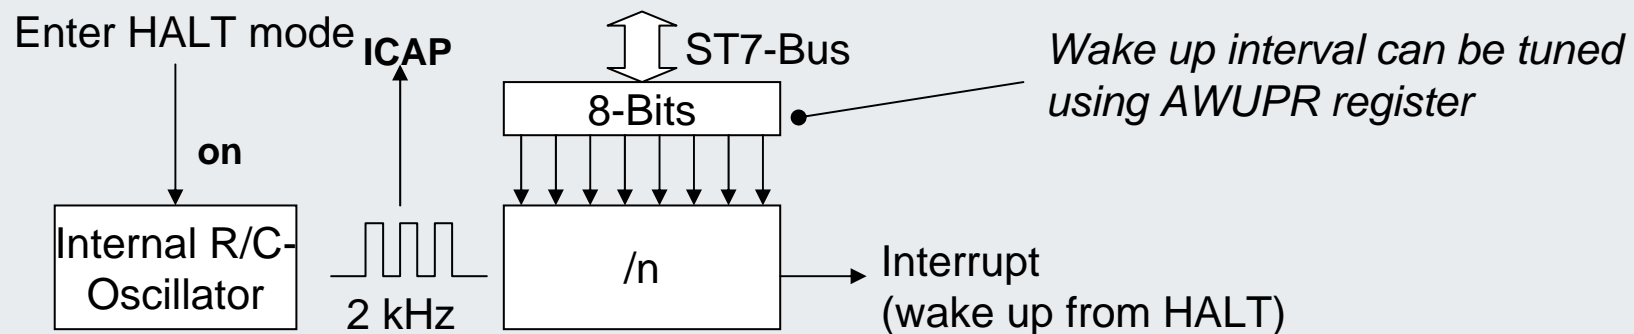 Enter HALT mode
ICAP
ST7-Bus
Wake up interval can be tuned
using AWUPR register
8-Bits
on
Internal R/C-
Oscillator
2 kHz
/n
Interrupt
(wake up from HALT)